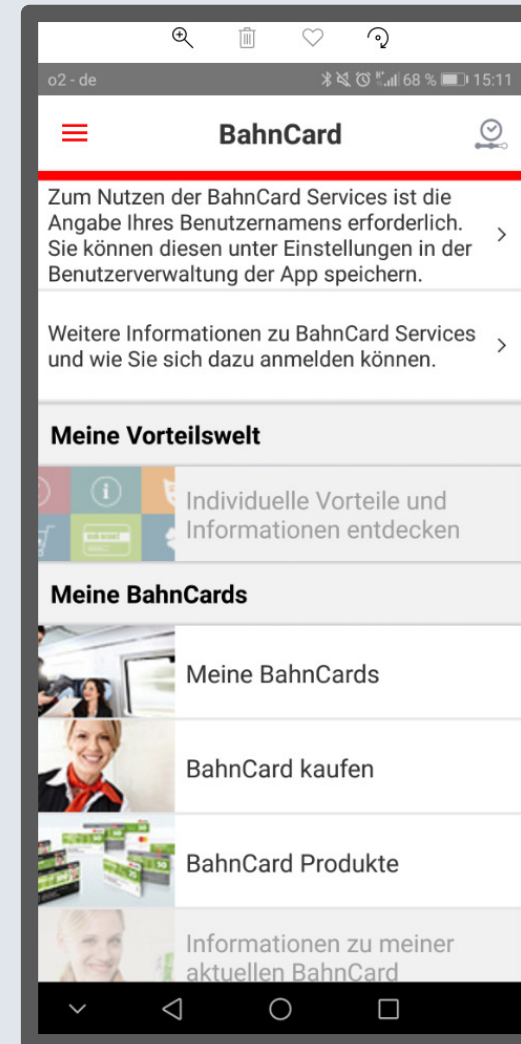 o2 - de 68 % 15:11
BahnCard
Zum Nutzen der BahnCard Services ist die
Angabe Ihres Benutzernamens erforderlich.
Sie können diesen unter Einstellungen in der
Benutzerverwaltung der App speichern.
Weitere Informationen zu BahnCard Services
und wie Sie sich dazu anmelden können.
Meine Vorteilswelt
Individuelle Vorteile und
Informationen entdecken
Meine BahnCards
Meine BahnCards
BahnCard kaufen
BahnCard Produkte
Informationen zu meiner
aktuellen BahnCard